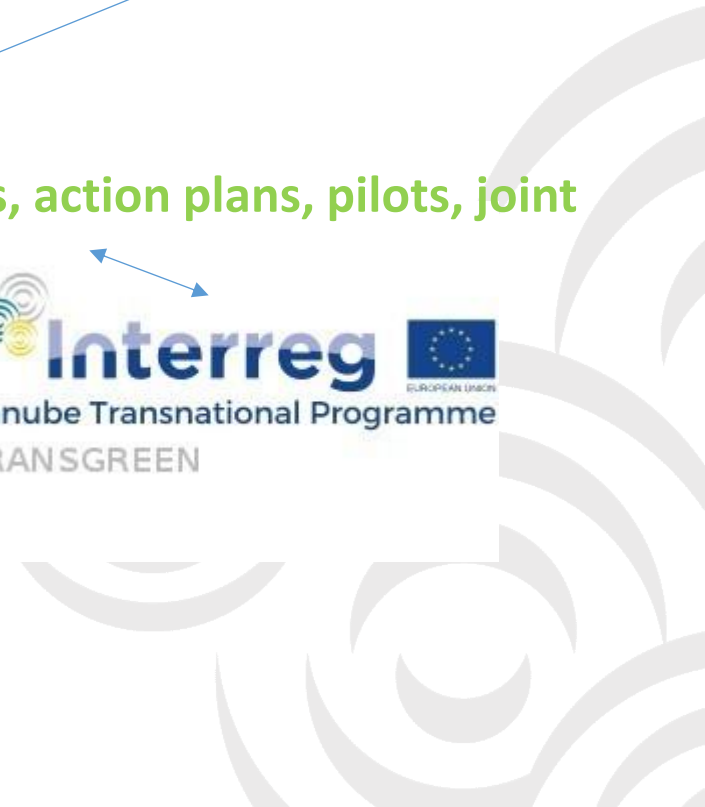 s, action plans, pilots, joint
Interreg
EUROPEAN UNION
nube Transnational Programme
RANSGREEN